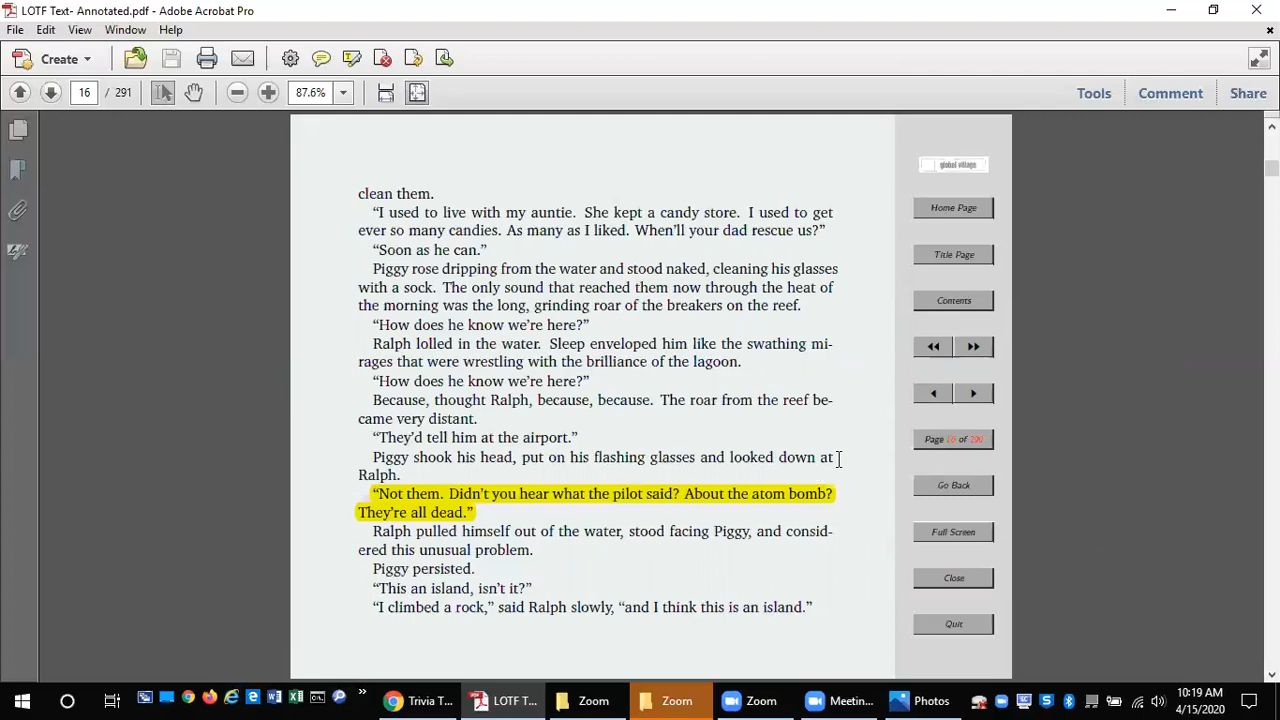 LOTF Text- Annotated.pdf - Adobe Acrobat Pro
File Edit View Window Help
Create
16 / 291 87.6% Tools Comment Share
global village
clean them.
“I used to live with my auntie. She kept a candy store. I used to get
ever so many candies. As many as I liked. When’ll your dad rescue us?”
“Soon as he can.”
Piggy rose dripping from the water and stood naked, cleaning his glasses
with a sock. The only sound that reached them now through the heat of
the morning was the long, grinding roar of the breakers on the reef.
“How does he know we’re here?”
Ralph lolled in the water. Sleep enveloped him like the swathing mi-
rages that were wrestling with the brilliance of the lagoon.
“How does he know we’re here?”
Because, thought Ralph, because, because. The roar from the reef be-
came very distant.
“They’d tell him at the airport.”
Piggy shook his head, put on his flashing glasses and looked down at
Ralph.
“Not them. Didn’t you hear what the pilot said? About the atom bomb?
They’re all dead.”
Ralph pulled himself out of the water, stood facing Piggy, and consid-
ered this unusual problem.
Piggy persisted.
“This an island, isn’t it?”
“I climbed a rock,” said Ralph slowly, “and I think this is an island.”
Home Page
Title Page
Contents
Page 16 of 290
Go Back
Full Screen
Close
Quit
Trivia T... LOTF T... Zoom Zoom Zoom Meetin... Photos
10:19 AM
4/15/2020